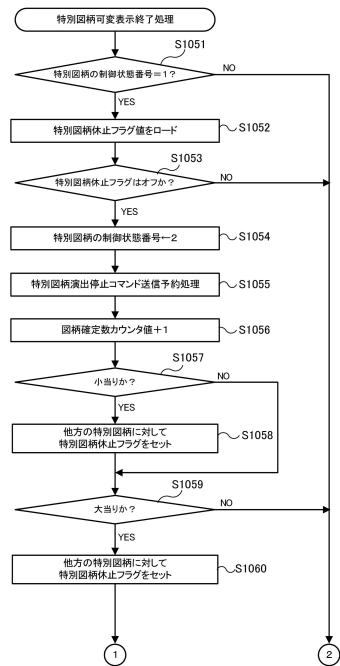 特別図柄可変表示終了処理
S1051
特別図柄の制御状態番号=1?
NO
YES
特別図柄休止フラグ値をロード
S1052
S1053
特別図柄休止フラグはオフか?
NO
YES
特別図柄の制御状態番号←2
S1054
特別図柄演出停止コマンド送信予約処理
S1055
図柄確定数カウンタ値+1
S1056
S1057
小当りか?
NO
YES
他方の特別図柄に対して
特別図柄休止フラグをセット
S1058
S1059
大当りか?
NO
YES
他方の特別図柄に対して
特別図柄休止フラグをセット
S1060
1
2